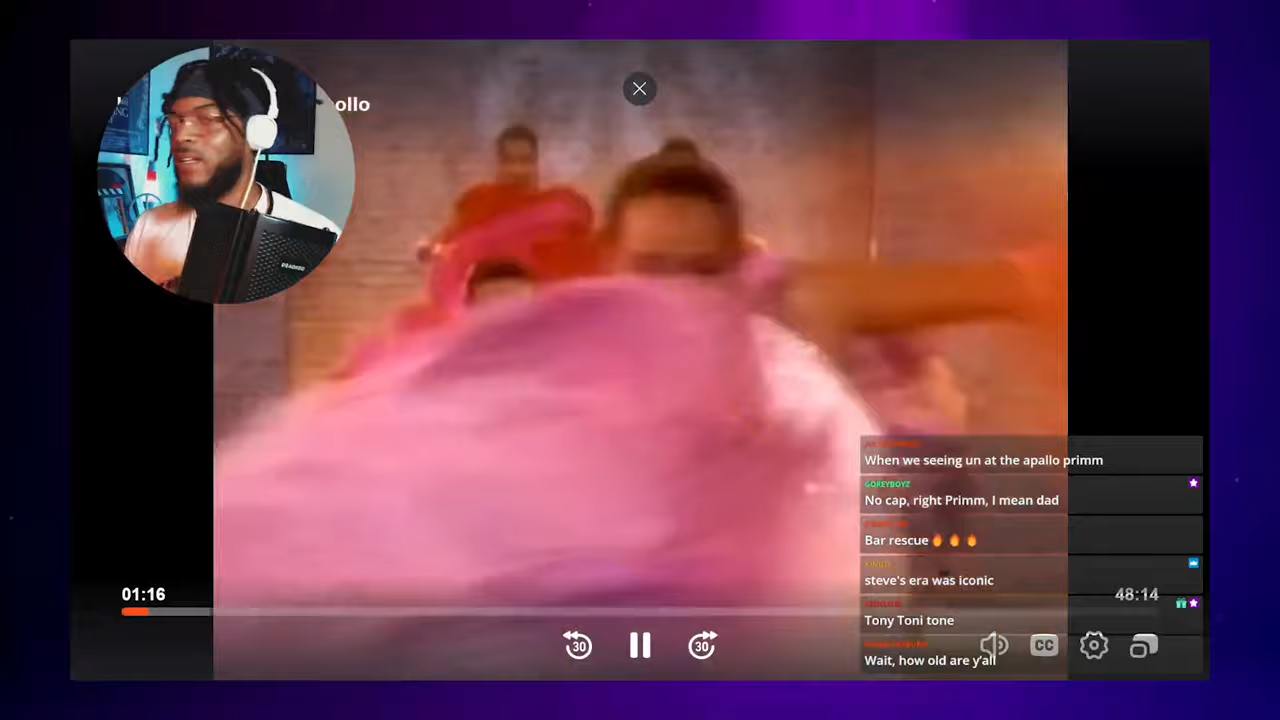 ollo
When we seeing un at the apallo primm
GOREYBOYZ
No cap, right Primm, I mean dad
Bar rescue🔥🔥🔥
steve's era was iconic
Tony Toni tone
Wait, how old are y'all
01:16
48:14
30
30
CC